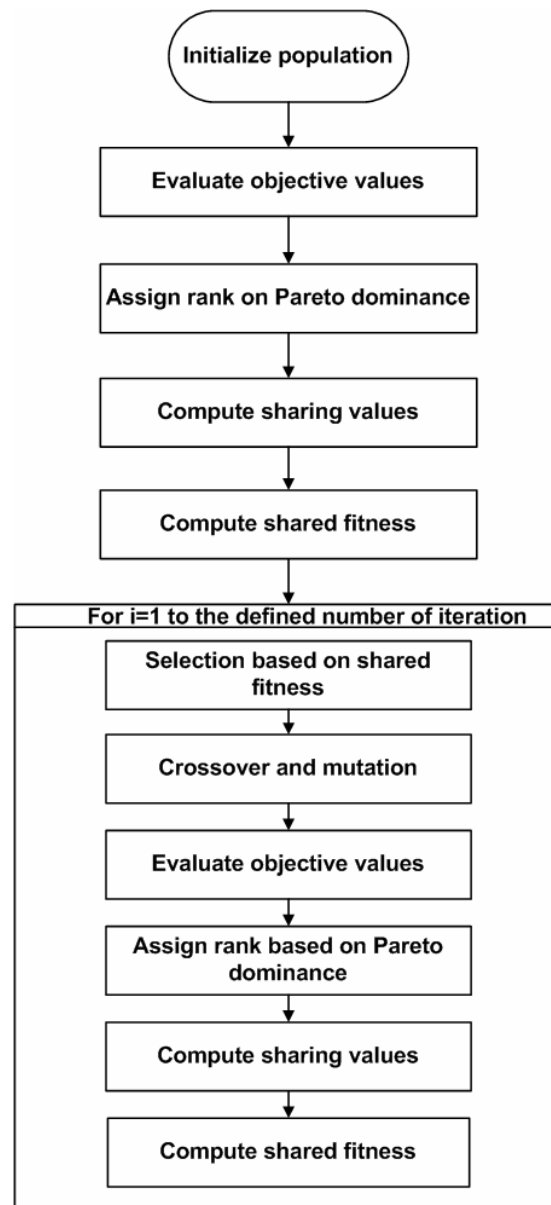 Initialize population
Evaluate objective values
Assign rank on Pareto dominance
Compute sharing values
Compute shared fitness
For i=1 to the defined number of iteration
Selection based on shared
fitness
Crossover and mutation
Evaluate objective values
Assign rank based on Pareto
dominance
Compute sharing values
Compute shared fitness